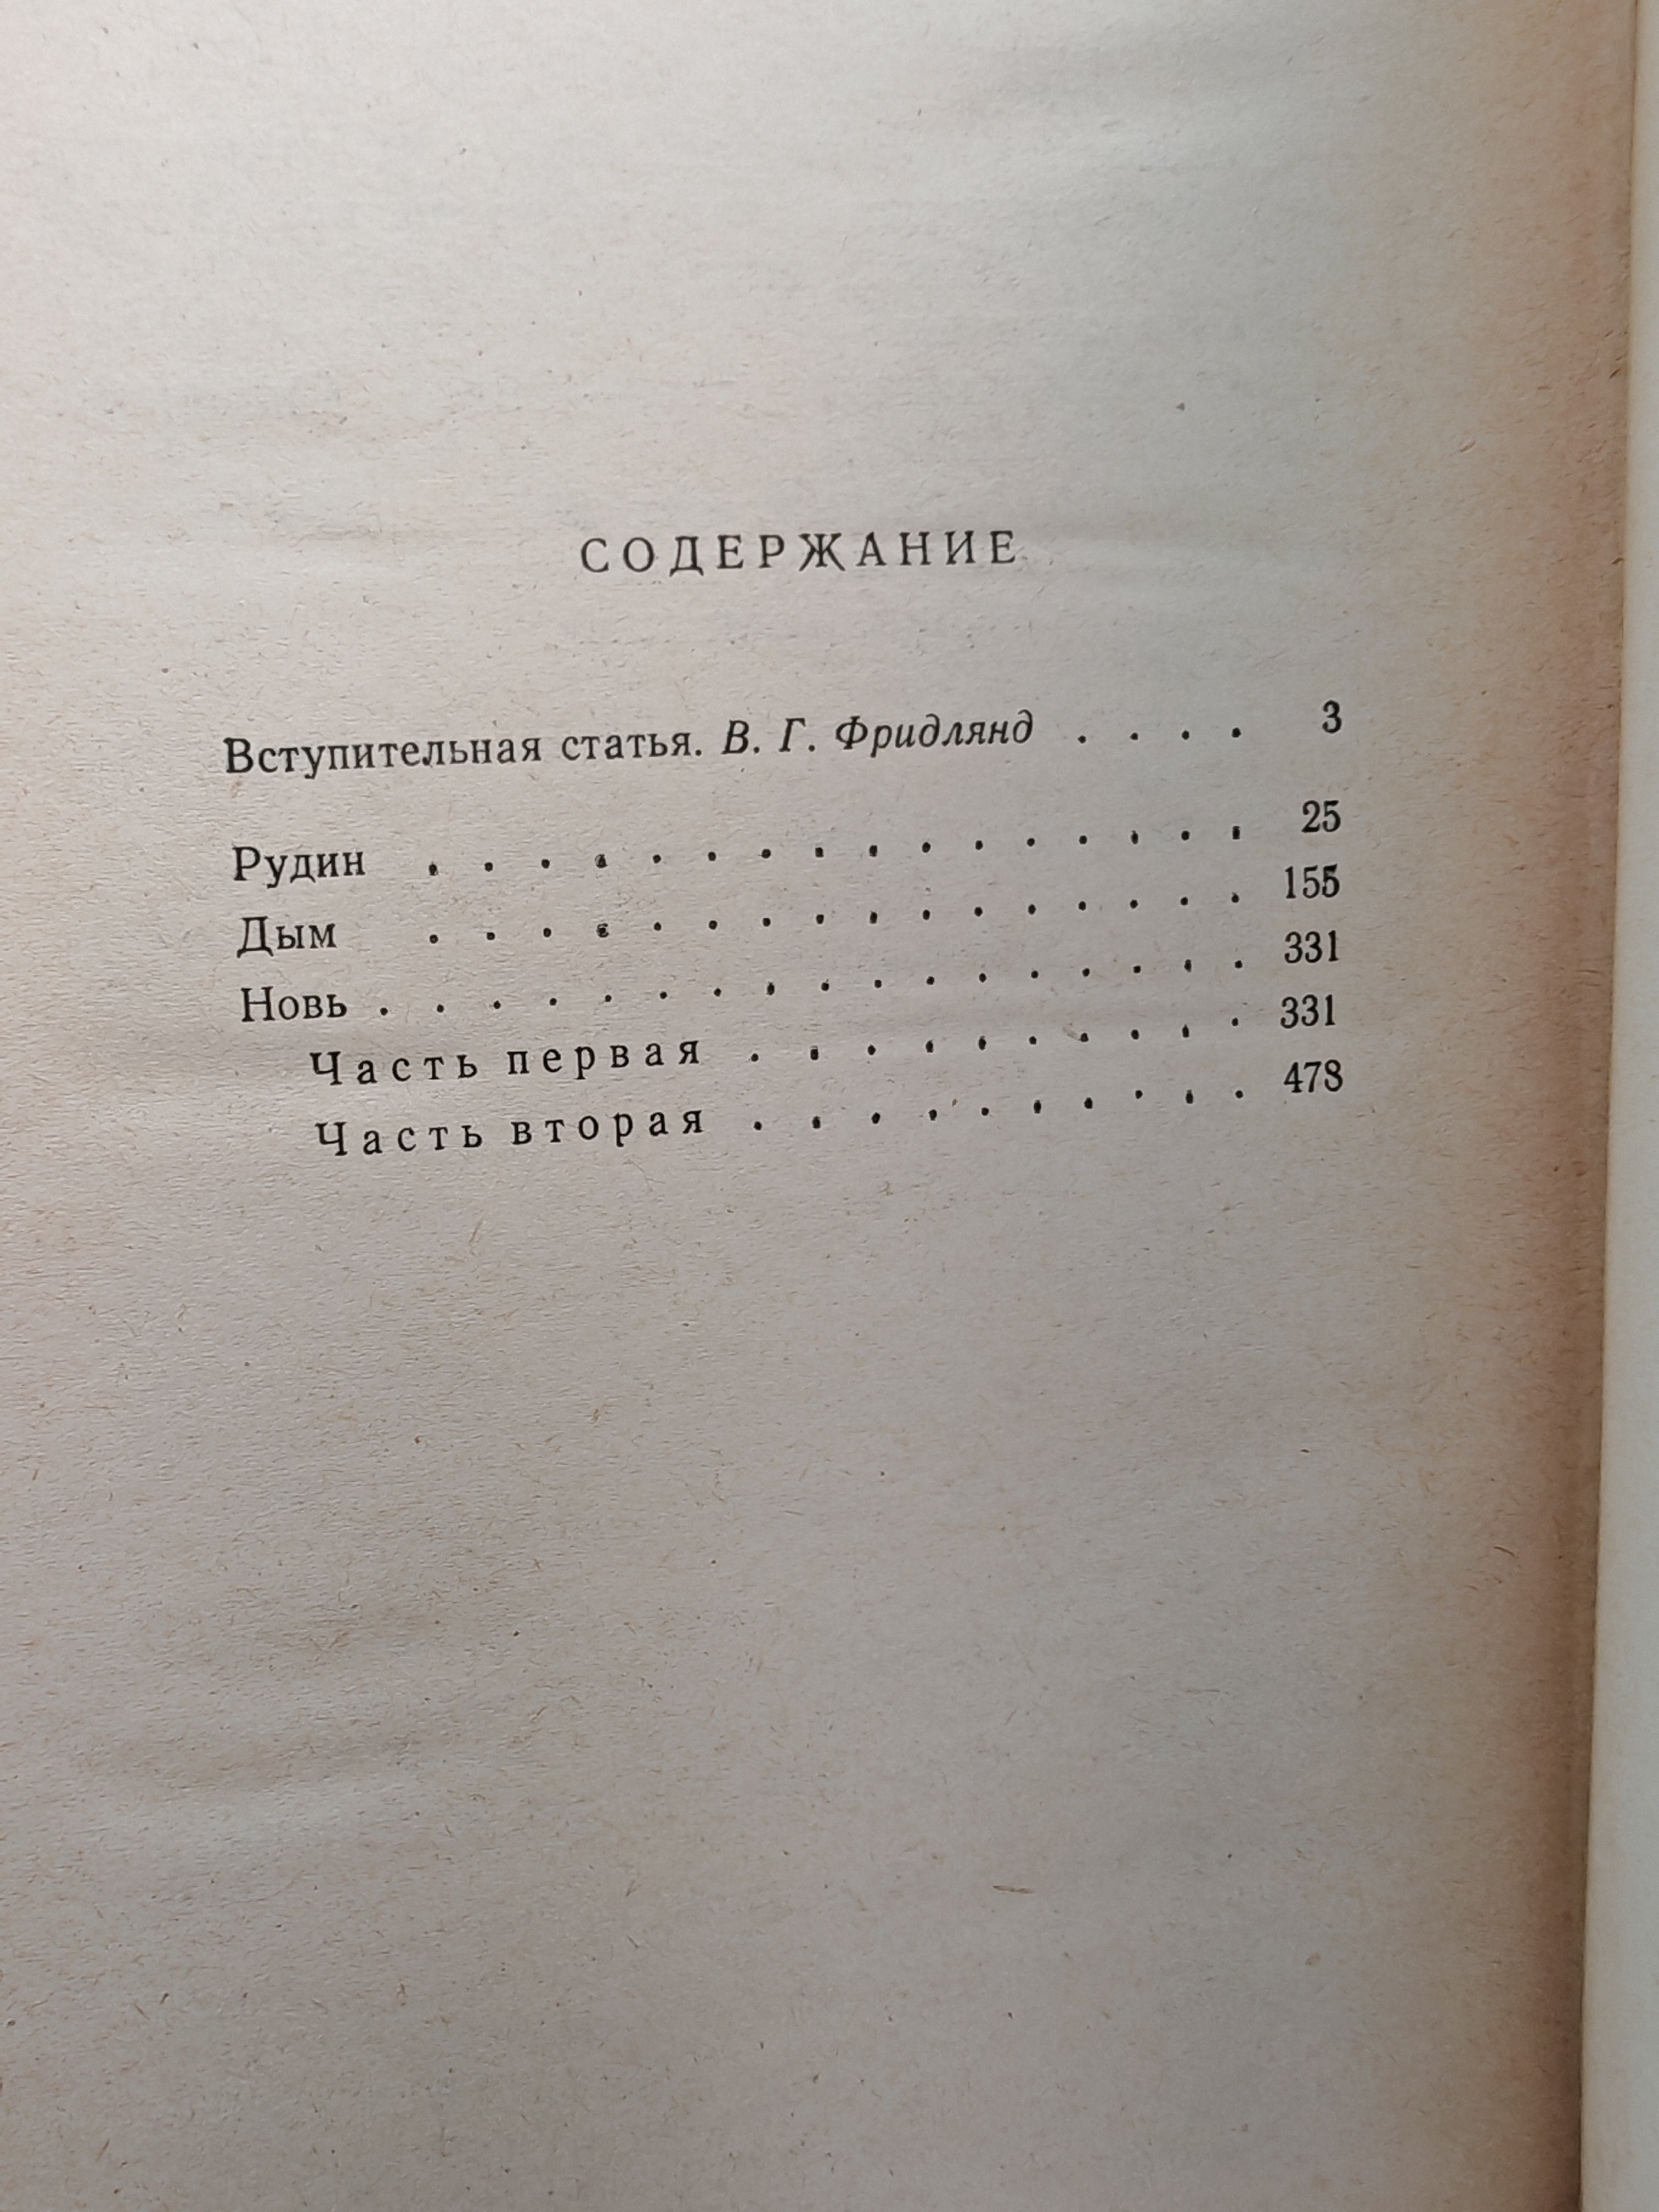 СОДЕРЖАНИЕ
Вступительная статья. В. Г. Фридлянд . . . . 3
Рудин . . . . . . . . . . . . . . . . 25
Дым . . . . . . . . . . . . . . . . 155
Новь . . . . . . . . . . . . . . . . . 331
Часть первая . . . . . . . . . 331
Часть вторая . . . . . . . . . 478